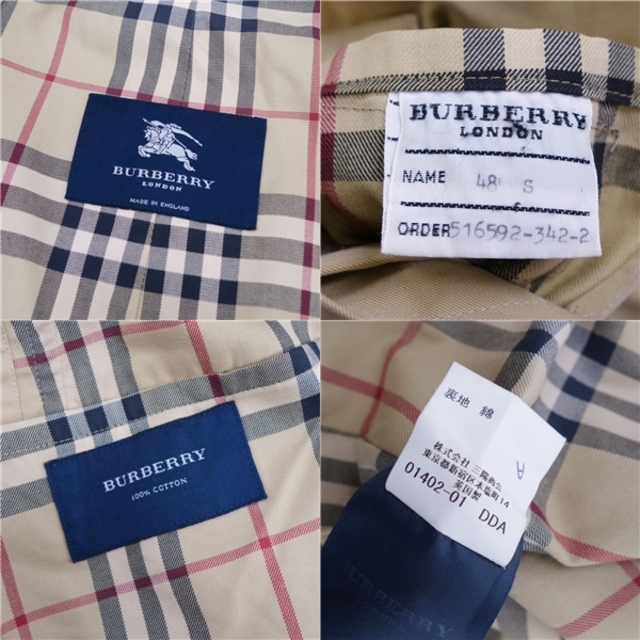 BURBERRY
LONDON
MADE IN ENGLAND
BURBERRY
LONDON
NAME 48 S
ORDER 516592-342-2
BURBERRY
100% COTTON
裏地 綿
株式会社 三陽商会
東京都新宿区本塩町14
英国製
01402-01 DDA
A
BURBERRY